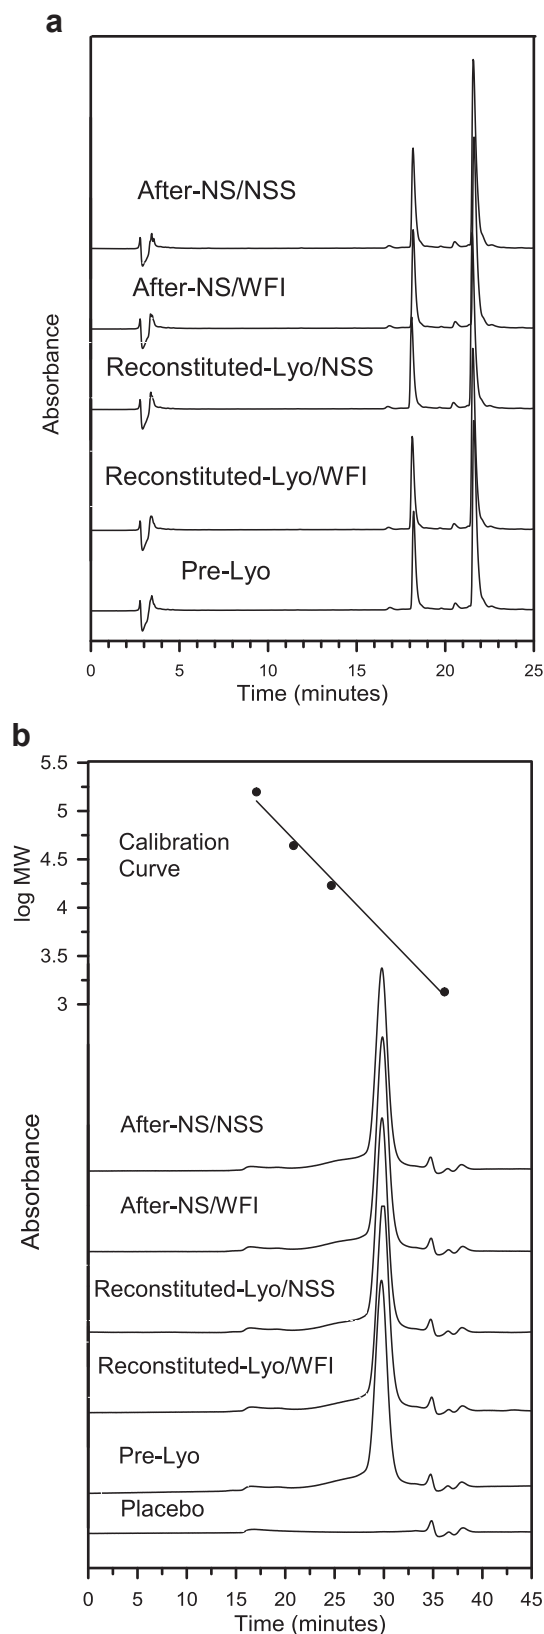 a
After-NS/NSS
After-NS/WFI
Reconstituted-Lyo/NSS
Reconstituted-Lyo/WFI
Pre-Lyo
Absorbance
0 5 10 15 20 25
Time (minutes)
b
5.5
5
4.5
4
3.5
3
log MW
Calibration
Curve
After-NS/NSS
After-NS/WFI
Reconstituted-Lyo/NSS
Reconstituted-Lyo/WFI
Pre-Lyo
Placebo
Absorbance
0 5 10 15 20 25 30 35 40 45
Time (minutes)